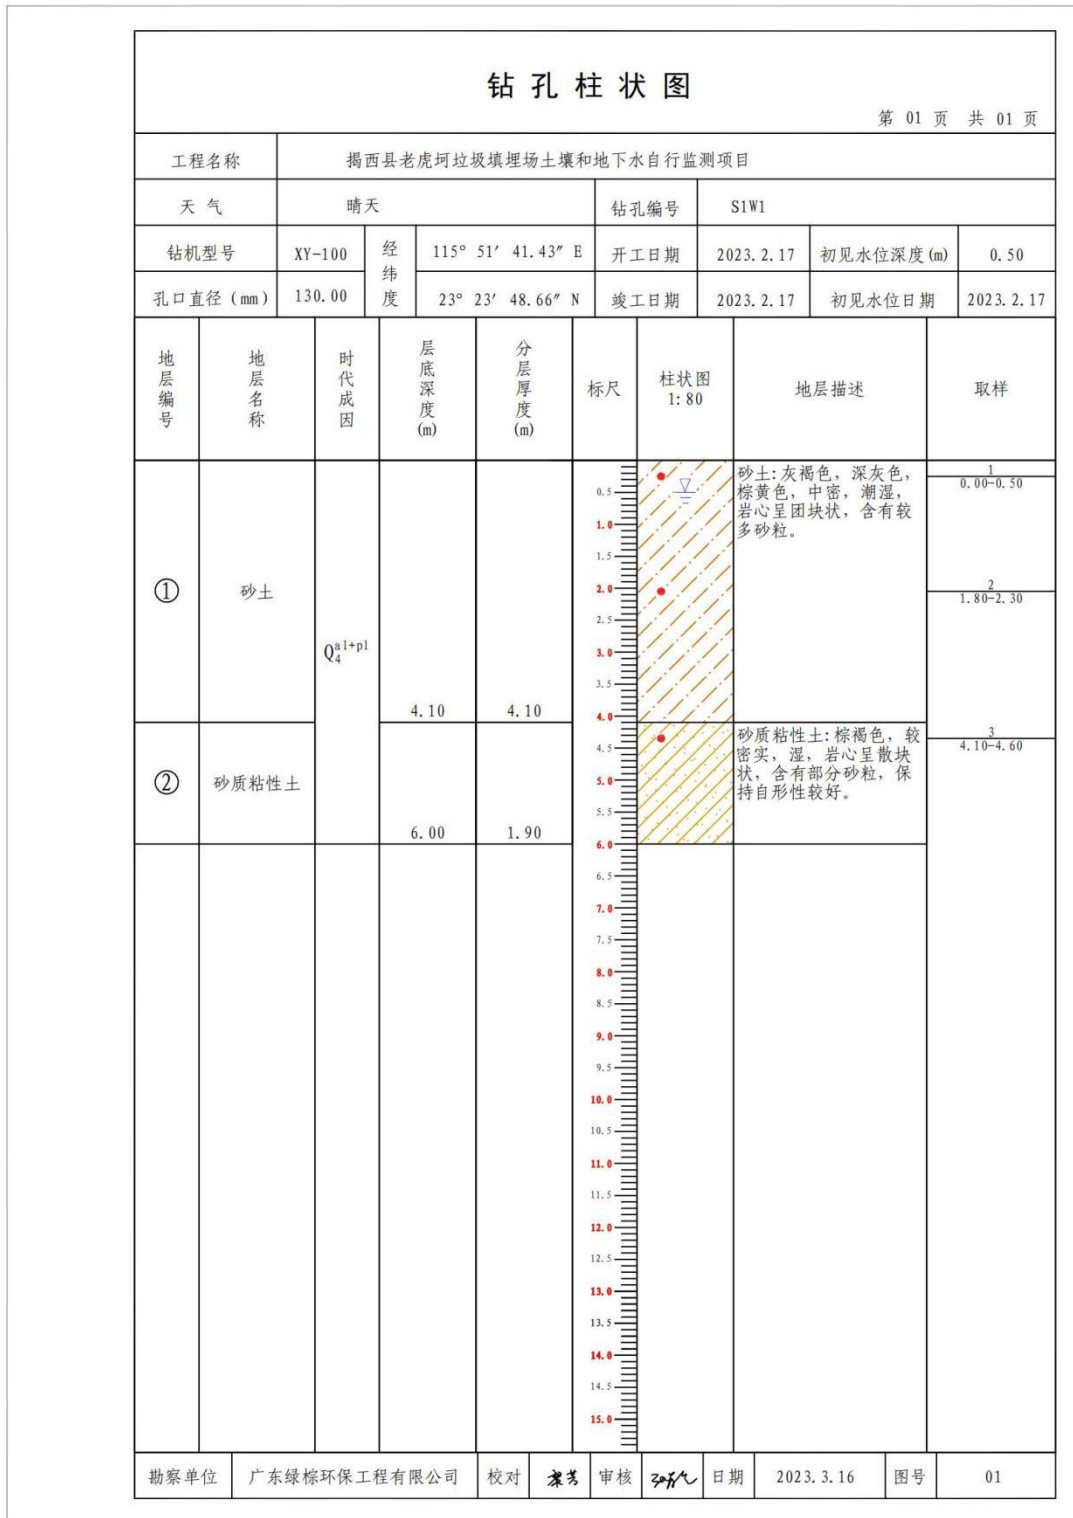 钻孔柱状图
第 01 页 共 01 页
工程名称 揭西县老虎坷垃圾填埋场土壤和地下水自行监测项目
天 气 晴天 钻孔编号 S1W1
钻机型号 XY-100 经纬度 115° 51′ 41.43″ E 开工日期 2023.2.17 初见水位深度(m) 0.50
孔口直径 (mm) 130.00 23° 23′ 48.66″ N 竣工日期 2023.2.17 初见水位日期 2023.2.17
地层编号 地层名称 时代成因 层底深度(m) 分层厚度(m) 标尺 柱状图 1:80 地层描述 取样
① 砂土 4.10 4.10
砂土:灰褐色, 深灰色,
棕黄色, 中密, 潮湿,
岩心呈团块状, 含有较
多砂粒。
1
0.00-0.50
2
1.80-2.30
Q₄ᵃˡ⁺ᵖˡ
② 砂质粘性土 6.00 1.90
砂质粘性土:棕褐色, 较
密实, 湿, 岩心呈散块
状, 含有部分砂粒, 保
持自形性较好。
3
4.10-4.60
0.5
1.0
1.5
2.0
2.5
3.0
3.5
4.0
4.5
5.0
5.5
6.0
6.5
7.0
7.5
8.0
8.5
9.0
9.5
10.0
10.5
11.0
11.5
12.0
12.5
13.0
13.5
14.0
14.5
15.0
勘察单位 广东绿棕环保工程有限公司 校对 审核 日期 2023.3.16 图号 01